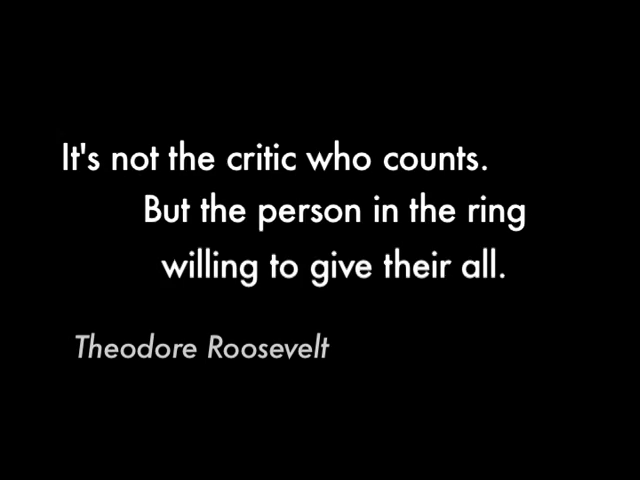 It's not the critic who counts.
But the person in the ring
willing to give their all.
Theodore Roosevelt